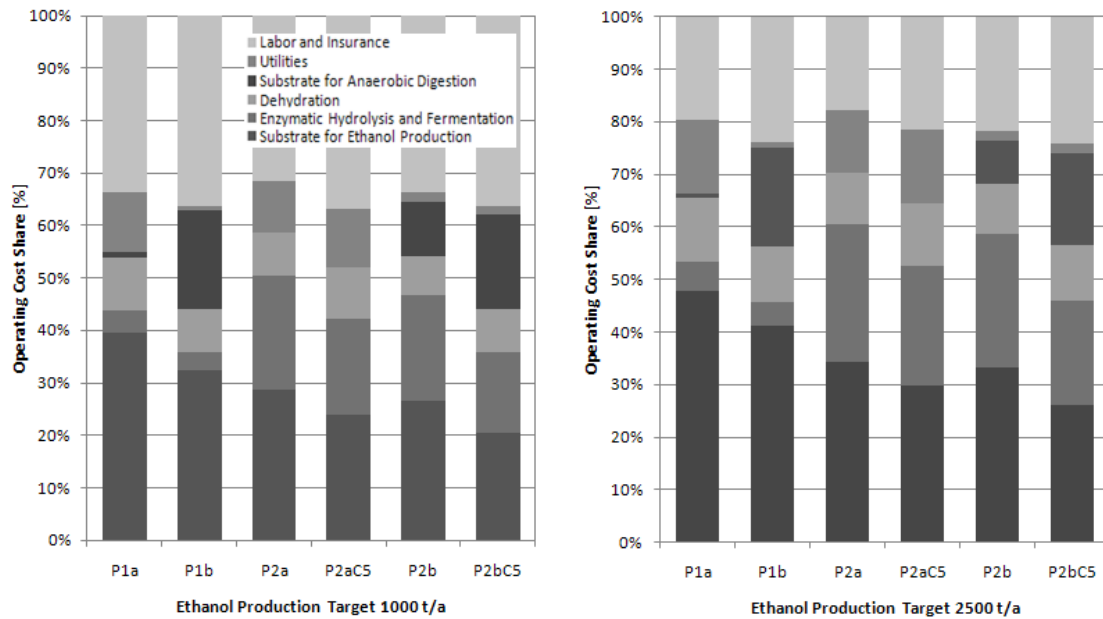 100%
90%
80%
70%
60%
50%
40%
30%
20%
10%
0%
Operating Cost Share [%]
Labor and Insurance
Utilities
Substrate for Anaerobic Digestion
Dehydration
Enzymatic Hydrolysis and Fermentation
Substrate for Ethanol Production
P1a P1b P2a P2aC5 P2b P2bC5
Ethanol Production Target 1000 t/a
100%
90%
80%
70%
60%
50%
40%
30%
20%
10%
0%
Operating Cost Share [%]
P1a P1b P2a P2aC5 P2b P2bC5
Ethanol Production Target 2500 t/a